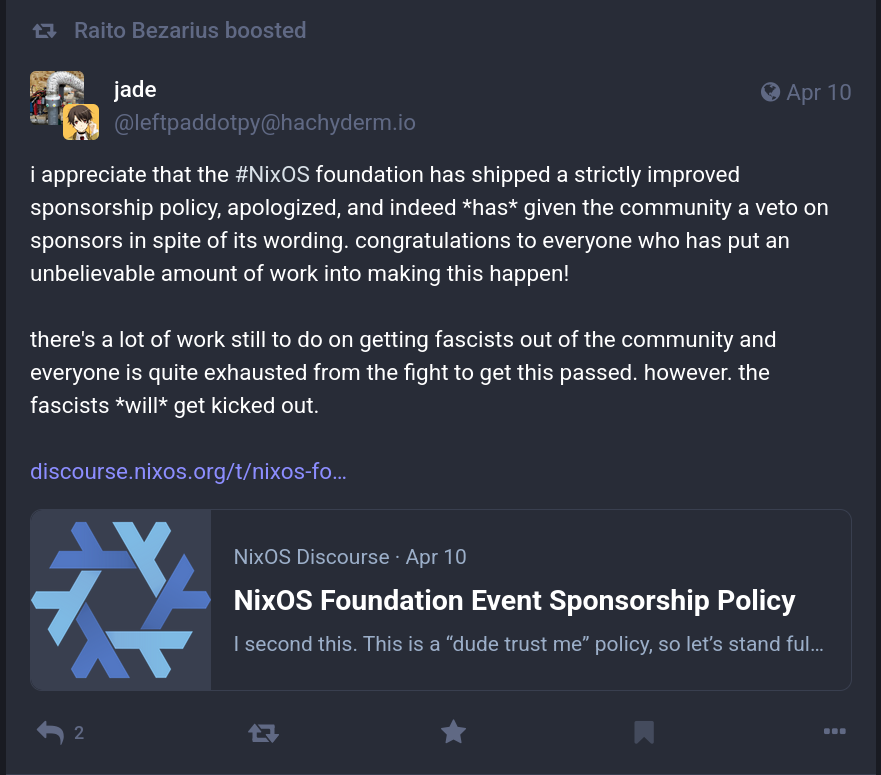 Raito Bezarius boosted
jade
Apr 10
@leftpaddotpy@hachyderm.io
i appreciate that the #NixOS foundation has shipped a strictly improved
sponsorship policy, apologized, and indeed *has* given the community a veto on
sponsors in spite of its wording. congratulations to everyone who has put an
unbelievable amount of work into making this happen!
there's a lot of work still to do on getting fascists out of the community and
everyone is quite exhausted from the fight to get this passed. however. the
fascists *will* get kicked out.
discourse.nixos.org/t/nixos-fo…
NixOS Discourse · Apr 10
NixOS Foundation Event Sponsorship Policy
I second this. This is a “dude trust me” policy, so let’s stand ful…
2